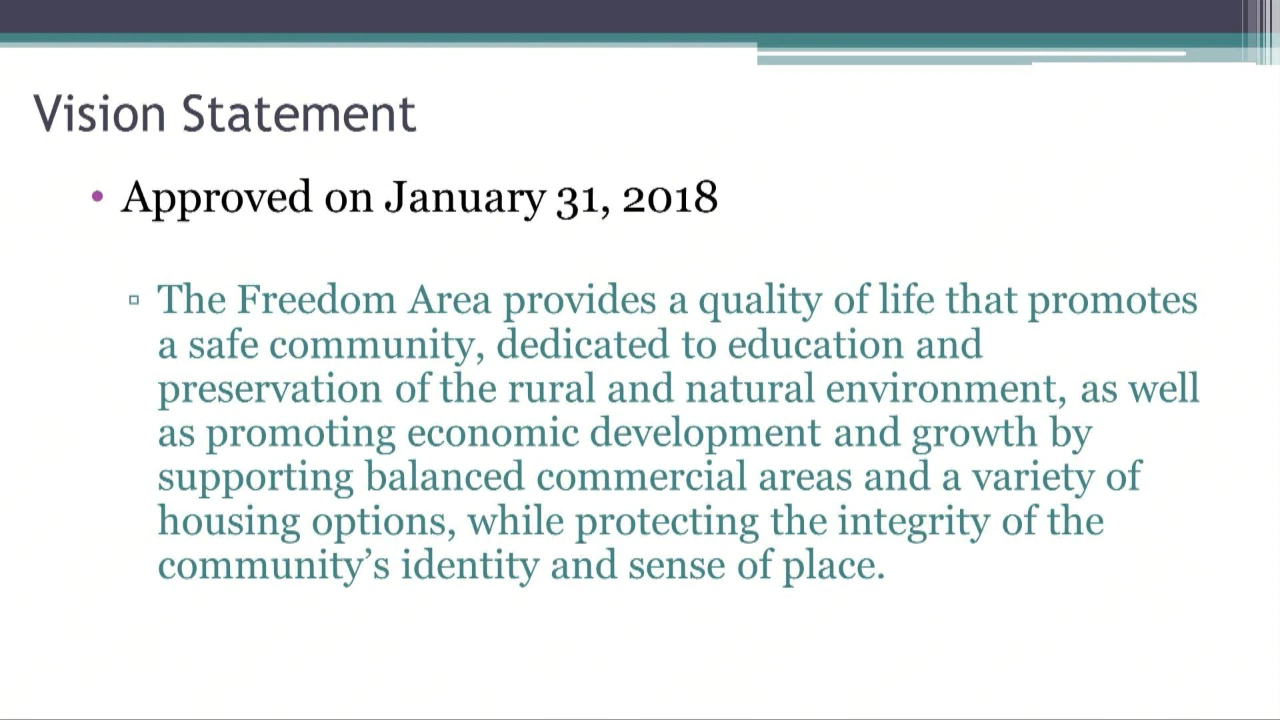 Vision Statement
• Approved on January 31, 2018
▫ The Freedom Area provides a quality of life that promotes
a safe community, dedicated to education and
preservation of the rural and natural environment, as well
as promoting economic development and growth by
supporting balanced commercial areas and a variety of
housing options, while protecting the integrity of the
community’s identity and sense of place.